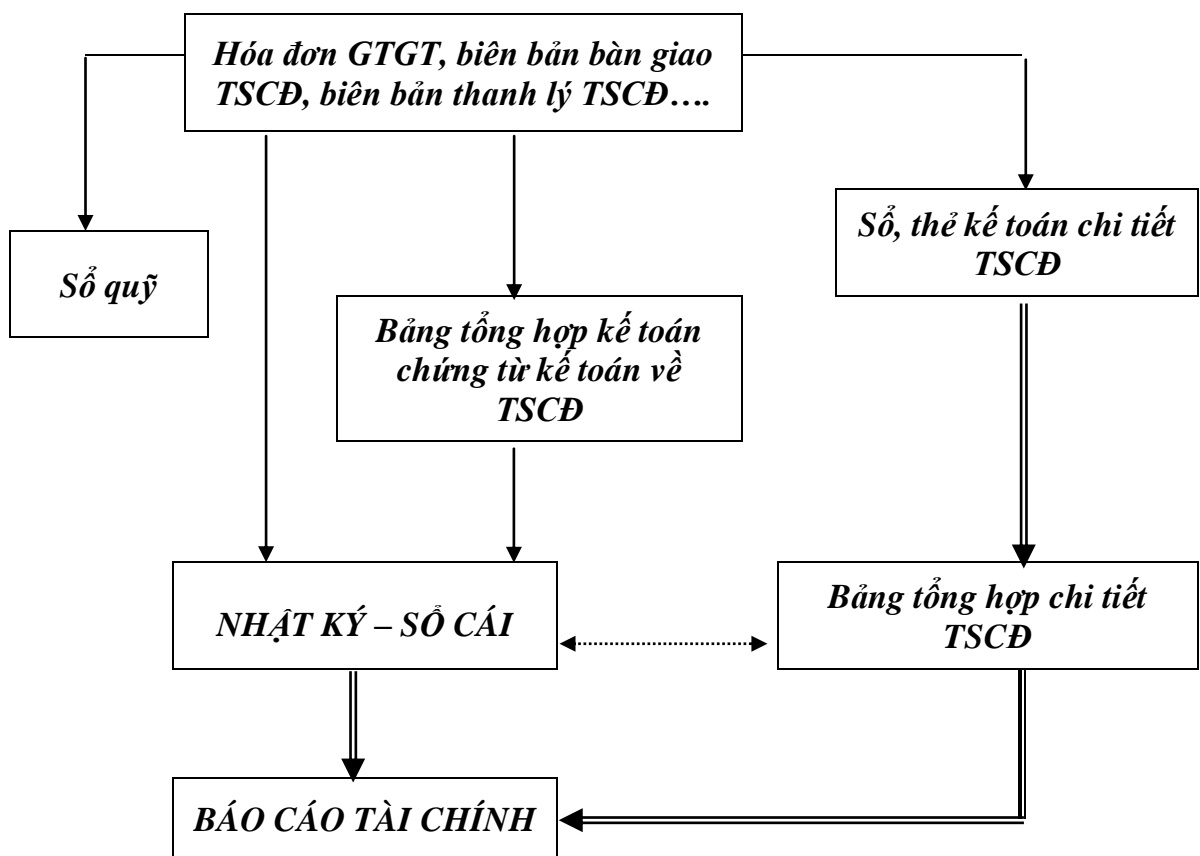 Hóa đơn GTGT, biên bản bàn giao
TSCĐ, biên bản thanh lý TSCĐ….
Sổ quỹ
Sổ, thẻ kế toán chi tiết
TSCĐ
Bảng tổng hợp kế toán
chứng từ kế toán về
TSCĐ
NHẬT KÝ – SỔ CÁI
Bảng tổng hợp chi tiết
TSCĐ
BÁO CÁO TÀI CHÍNH